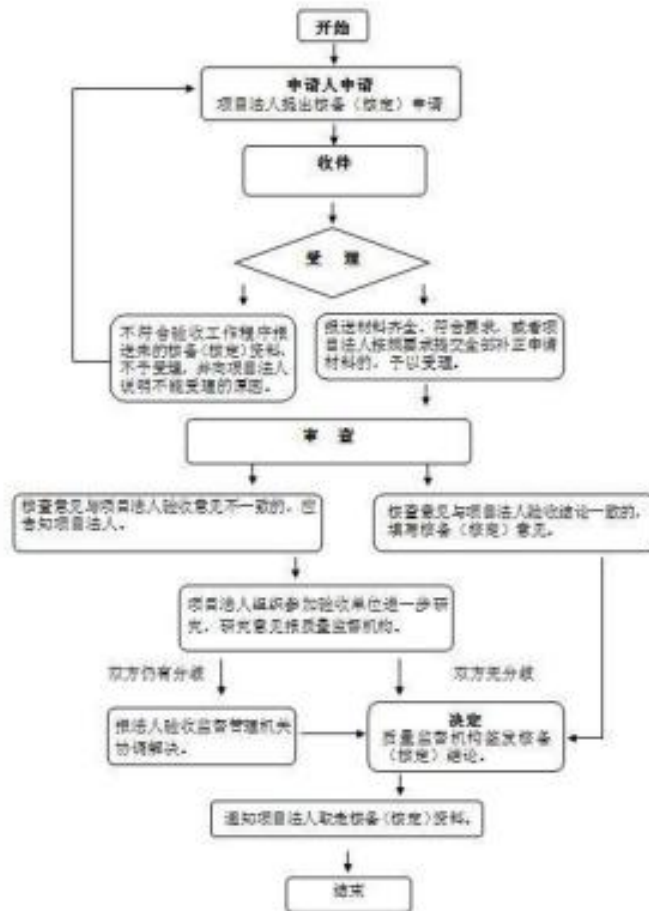 开始
申请人申请
项目法人提出核备（核定）申请
收件
受 理
不符合验收工作程序报
送来的核备（核定）资料，
不予受理，并向项目法人
说明不能受理的原因。
报送材料齐全、符合要求，或者项
目法人按照要求提交全部补正申请
材料的，予以受理。
审 查
核查意见与项目法人验收意见不一致的，应
告知项目法人。
核查意见与项目法人验收结论一致的，
填写核备（核定）意见。
项目法人组织参加验收单位进一步研
究，研究意见报质量监督机构。
双方仍有分歧
双方无分歧
报法人验收监督管理机关
协调解决。
决定
质量监督机构签发核备
（核定）结论。
通知项目法人取走核备（核定）资料。
结束